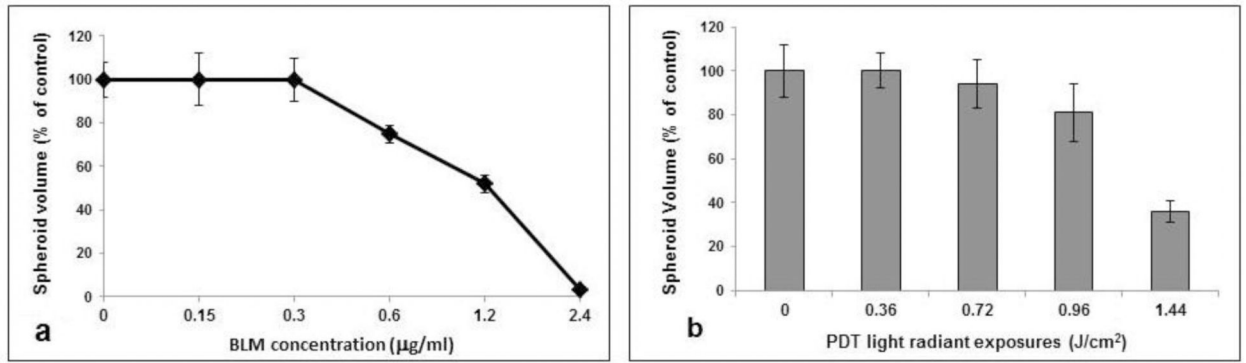 Spheroid volume (% of control)
120
100
80
60
40
20
0
0 0.15 0.3 0.6 1.2 2.4
BLM concentration (μg/ml)
a
Spheroid Volume (% of control)
120
100
80
60
40
20
0
0 0.36 0.72 0.96 1.44
PDT light radiant exposures (J/cm²)
b